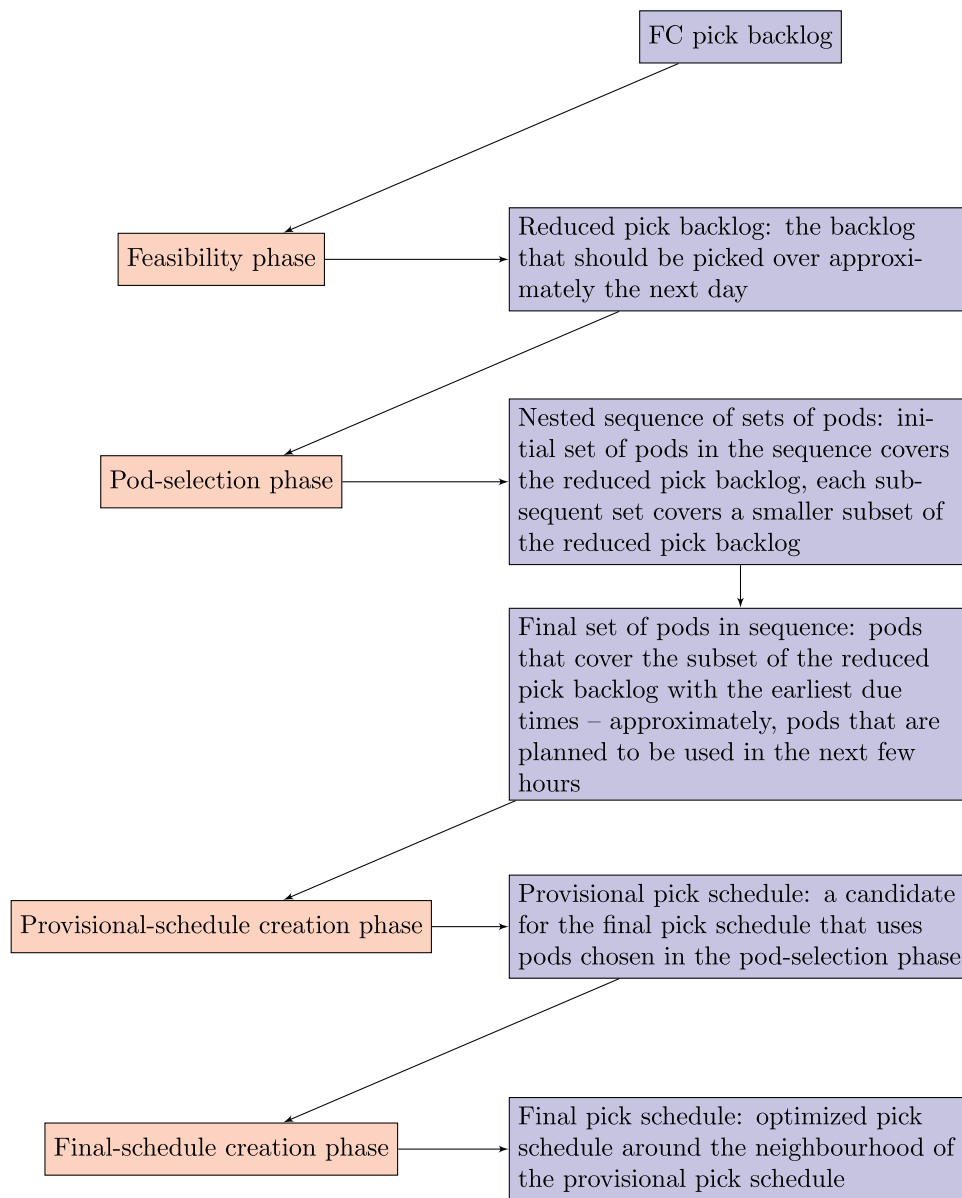 FC pick backlog
Feasibility phase
Reduced pick backlog: the backlog
that should be picked over approxi-
mately the next day
Pod-selection phase
Nested sequence of sets of pods: ini-
tial set of pods in the sequence covers
the reduced pick backlog, each sub-
sequent set covers a smaller subset of
the reduced pick backlog
Final set of pods in sequence: pods
that cover the subset of the reduced
pick backlog with the earliest due
times – approximately, pods that are
planned to be used in the next few
hours
Provisional-schedule creation phase
Provisional pick schedule: a candidate
for the final pick schedule that uses
pods chosen in the pod-selection phase
Final-schedule creation phase
Final pick schedule: optimized pick
schedule around the neighbourhood of
the provisional pick schedule